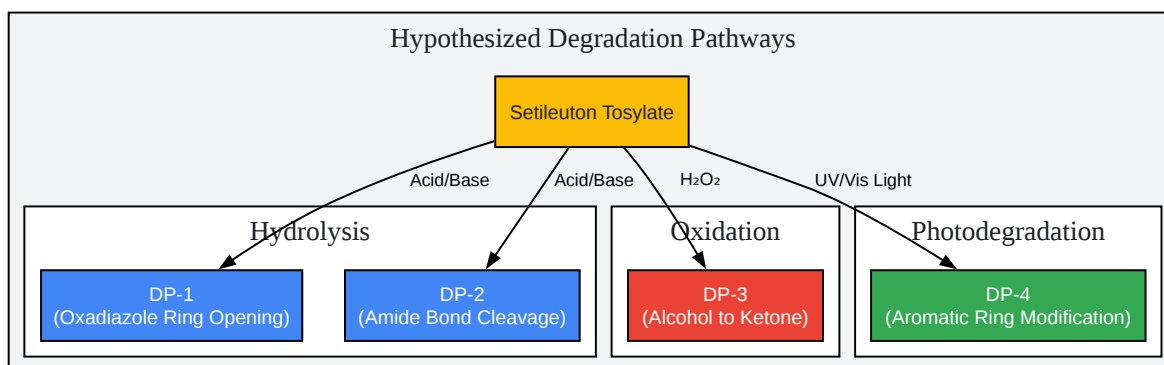 Hypothesized Degradation Pathways
Setileuton Tosylate
Acid/Base
Acid/Base
H₂O₂
UV/Vis Light
Hydrolysis
Oxidation
Photodegradation
DP-1
(Oxadiazole Ring Opening)
DP-2
(Amide Bond Cleavage)
DP-3
(Alcohol to Ketone)
DP-4
(Aromatic Ring Modification)